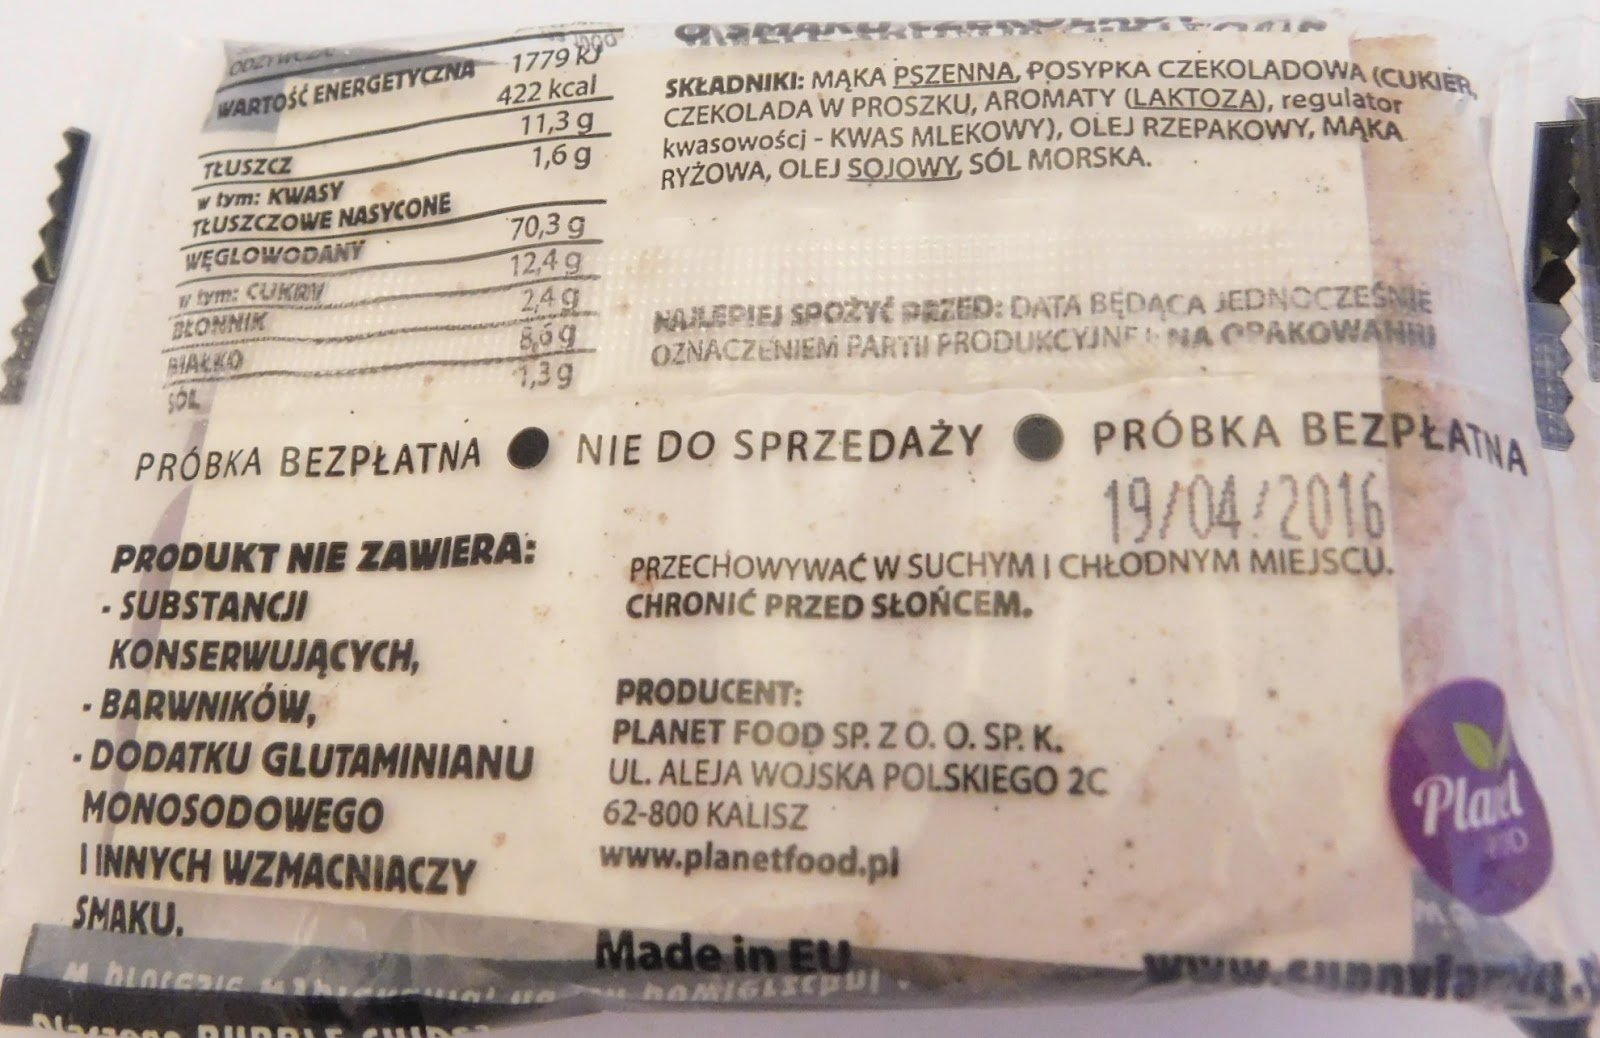 ODŻYWCZA
100g
WARTOŚĆ ENERGETYCZNA 1779 kJ
422 kcal
TŁUSZCZ 11,3 g
w tym: KWASY 1,6 g
TŁUSZCZOWE NASYCONE
WĘGLOWODANY 70,3 g
w tym: CUKRY 12,4 g
BŁONNIK 2,4 g
BIAŁKO 8,6 g
SÓL 1,3 g
O SMAKU CZEKOLADY
SKŁADNIKI: MĄKA PSZENNA, POSYPKA CZEKOLADOWA (CUKIER,
CZEKOLADA W PROSZKU, AROMATY (LAKTOZA), regulator
kwasowości - KWAS MLEKOWY), OLEJ RZEPAKOWY, MĄKA
RYŻOWA, OLEJ SOJOWY, SÓL MORSKA.
NAJLEPIEJ SPOŻYĆ PRZED: DATA BĘDĄCA JEDNOCZEŚNIE
OZNACZENIEM PARTII PRODUKCYJNEJ - NA OPAKOWANIU
PRÓBKA BEZPŁATNA ● NIE DO SPRZEDAŻY ● PRÓBKA BEZPŁATNA
19/04/2016
PRODUKT NIE ZAWIERA:
- SUBSTANCJI
KONSERWUJĄCYCH,
- BARWNIKÓW,
- DODATKU GLUTAMINIANU
MONOSODOWEGO
I INNYCH WZMACNIACZY
SMAKU.
PRZECHOWYWAĆ W SUCHYM I CHŁODNYM MIEJSCU.
CHRONIĆ PRZED SŁOŃCEM.
PRODUCENT:
PLANET FOOD SP. Z O. O. SP. K.
UL. ALEJA WOJSKA POLSKIEGO 2C
62-800 KALISZ
www.planetfood.pl
Planet
Made in EU